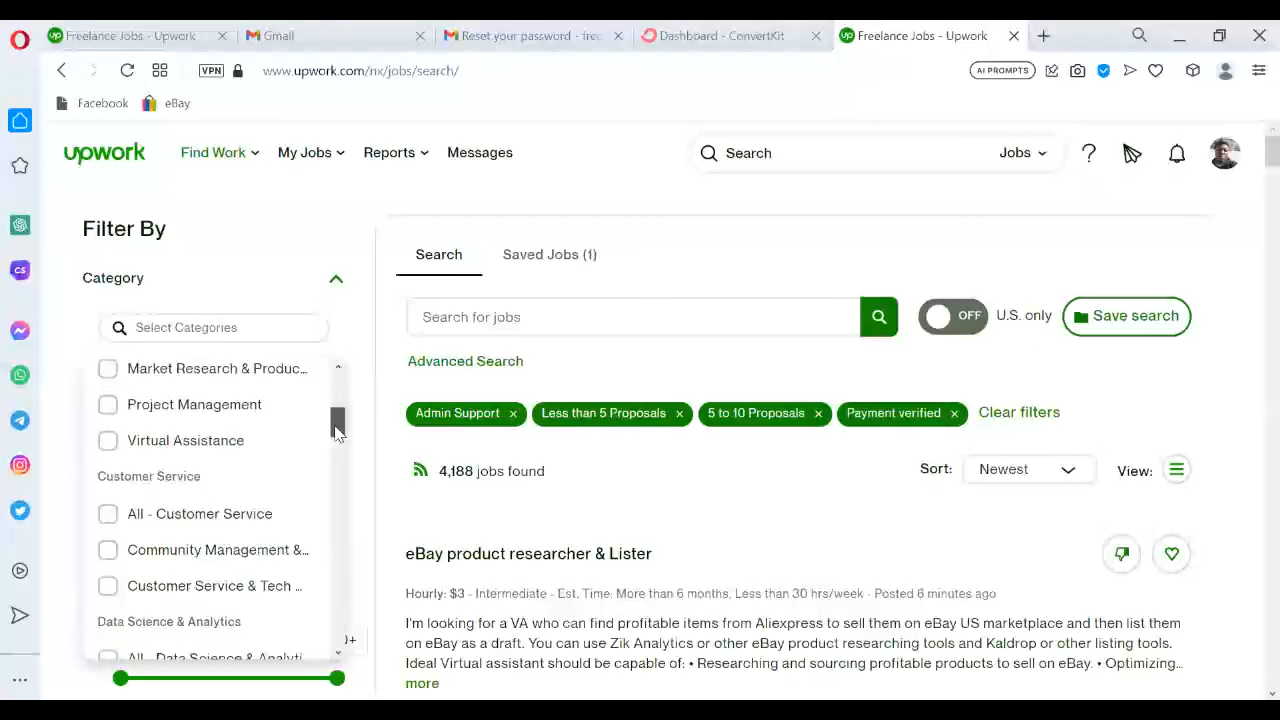 Freelance Jobs - Upwork
Gmail
Reset your password - free
Dashboard - ConvertKit
Freelance Jobs - Upwork
VPN
www.upwork.com/nx/jobs/search/
AI PROMPTS
Facebook
eBay
upwork
Find Work
My Jobs
Reports
Messages
Search
Jobs
Filter By
Category
Select Categories
Market Research & Produc...
Project Management
Virtual Assistance
Customer Service
All - Customer Service
Community Management &...
Customer Service & Tech ...
Data Science & Analytics
All - Data Science & Analyti
Search
Saved Jobs (1)
Search for jobs
OFF
U.S. only
Save search
Advanced Search
Admin Support
Less than 5 Proposals
5 to 10 Proposals
Payment verified
Clear filters
4,188 jobs found
Sort:
Newest
View:
eBay product researcher & Lister
Hourly: $3 - Intermediate - Est. Time: More than 6 months, Less than 30 hrs/week - Posted 6 minutes ago
I'm looking for a VA who can find profitable items from Aliexpress to sell them on eBay US marketplace and then list them
on eBay as a draft. You can use Zik Analytics or other eBay product researching tools and Kaldrop or other listing tools.
Ideal Virtual assistant should be capable of: • Researching and sourcing profitable products to sell on eBay. • Optimizing...
more